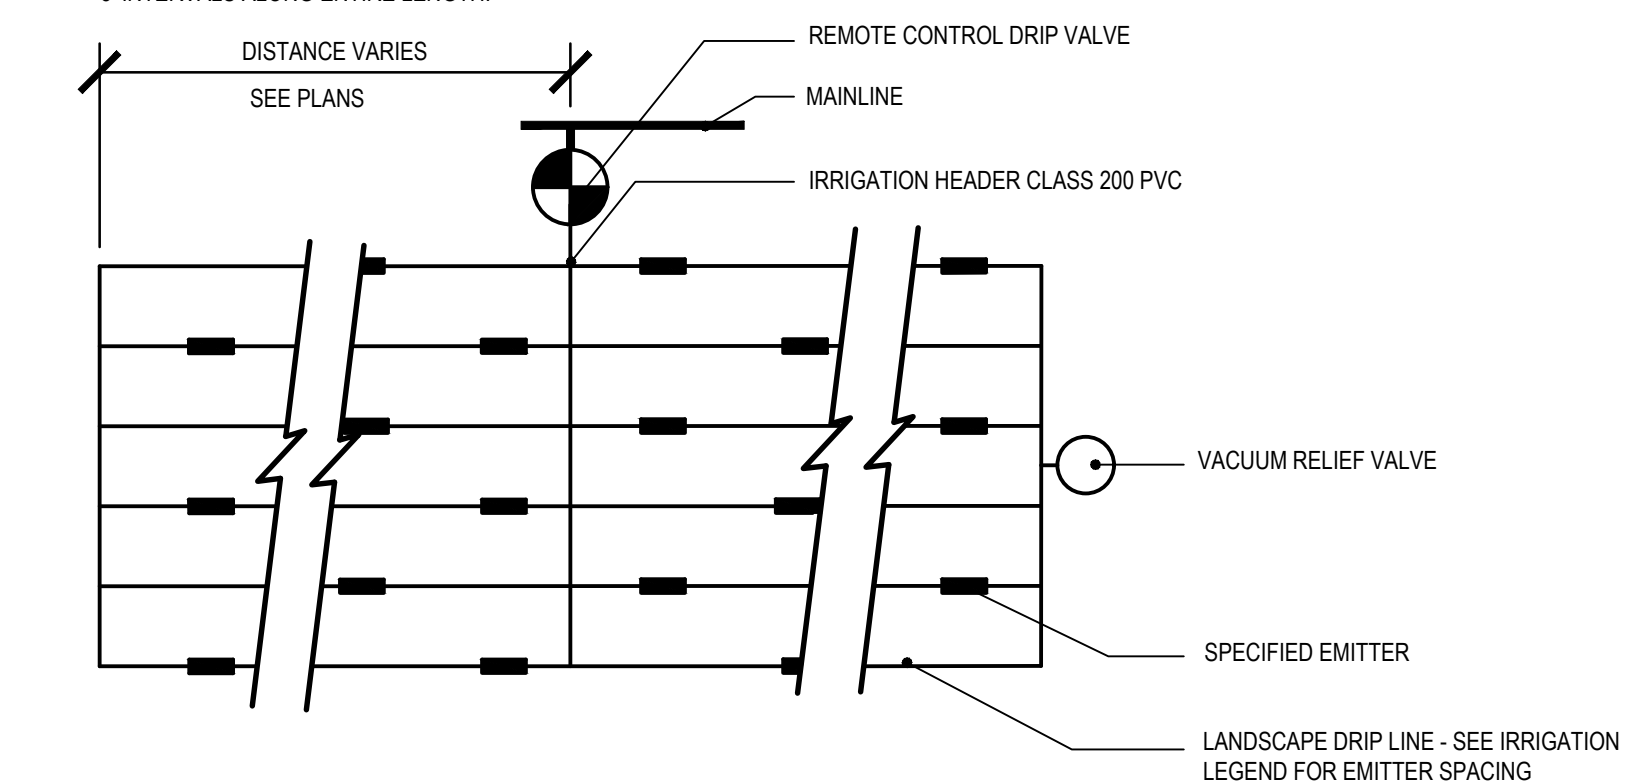 REMOTE CONTROL DRIP VALVE
DISTANCE VARIES
SEE PLANS
MAINLINE
IRRIGATION HEADER CLASS 200 PVC
VACUUM RELIEF VALVE
SPECIFIED EMITTER
LANDSCAPE DRIP LINE - SEE IRRIGATION
LEGEND FOR EMITTER SPACING